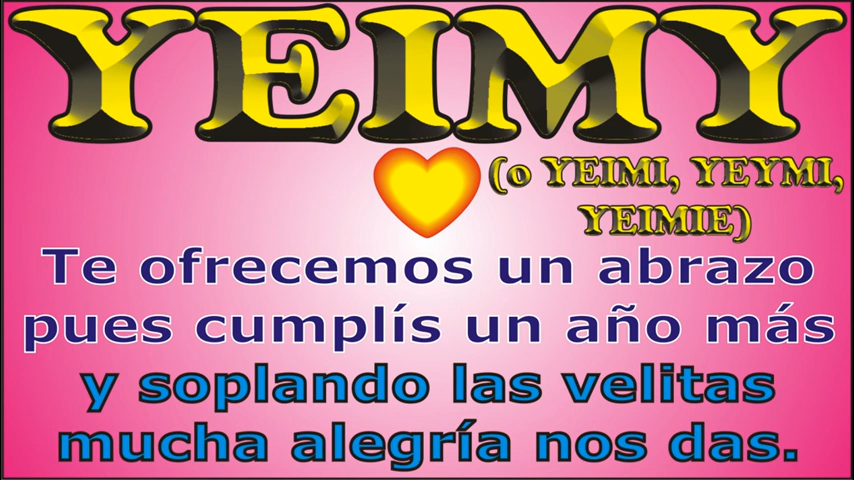 YEIMY
(o YEIMI, YEYMI,
YEIMIE)
Te ofrecemos un abrazo
pues cumplís un año más
y soplando las velitas
mucha alegría nos das.